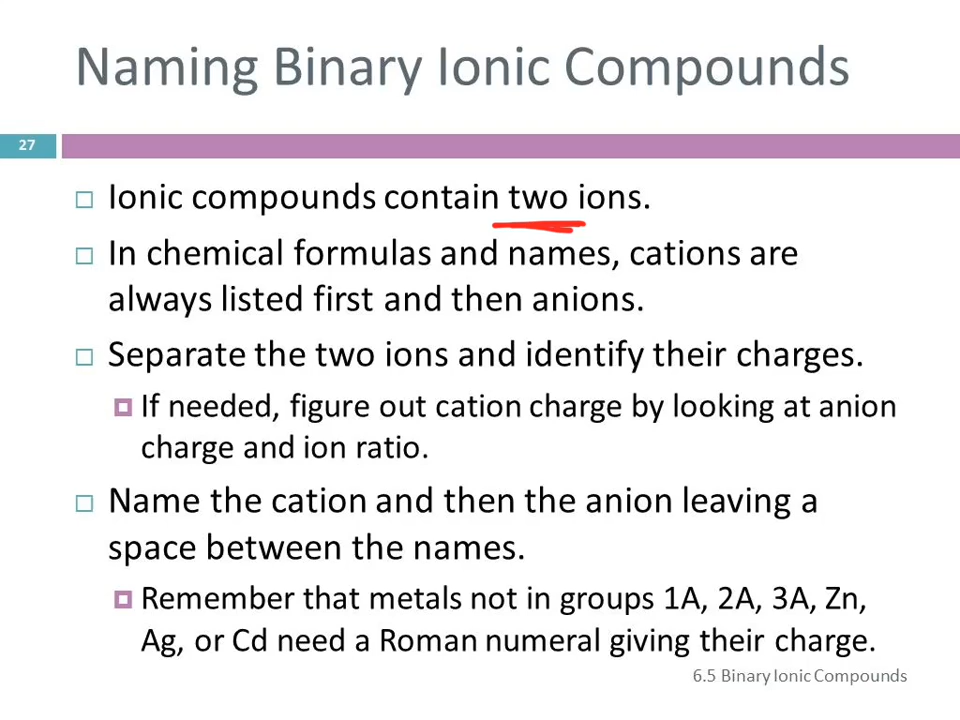 Naming Binary Ionic Compounds
27
Ionic compounds contain two ions.
In chemical formulas and names, cations are
always listed first and then anions.
Separate the two ions and identify their charges.
If needed, figure out cation charge by looking at anion
charge and ion ratio.
Name the cation and then the anion leaving a
space between the names.
Remember that metals not in groups 1A, 2A, 3A, Zn,
Ag, or Cd need a Roman numeral giving their charge.
6.5 Binary Ionic Compounds